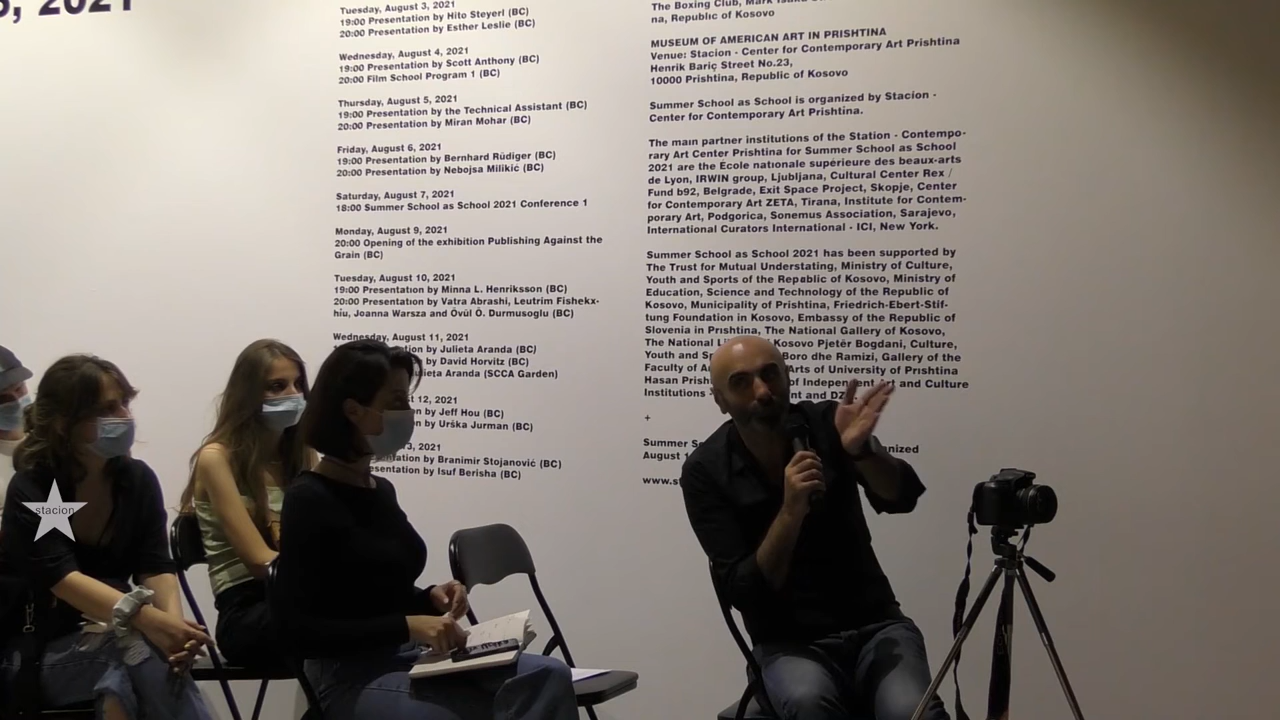 5, 2021
Tuesday, August 3, 2021
19:00 Presentation by Hito Steyerl (BC)
20:00 Presentation by Esther Leslie (BC)
Wednesday, August 4, 2021
19:00 Presentation by Scott Anthony (BC)
20:00 Film School Program 1 (BC)
Thursday, August 5, 2021
19:00 Presentation by the Technical Assistant (BC)
20:00 Presentation by Miran Mohar (BC)
Friday, August 6, 2021
19:00 Presentation by Bernhard Rüdiger (BC)
20:00 Presentation by Nebojsa Milikić (BC)
Saturday, August 7, 2021
18:00 Summer School as School 2021 Conference 1
Monday, August 9, 2021
20:00 Opening of the exhibition Publishing Against the
Grain (BC)
Tuesday, August 10, 2021
19:00 Presentation by Minna L. Henriksson (BC)
20:00 Presentation by Vatra Abrashi, Leutrim Fishekx-
hiu, Joanna Warsza and Övül Ö. Durmusoglu (BC)
Wednesday, August 11, 2021
by Julieta Aranda (BC)
by David Horvitz (BC)
Julieta Aranda (SCCA Garden)
12, 2021
by Jeff Hou (BC)
by Urška Jurman (BC)
3, 2021
by Branimir Stojanović (BC)
Presentation by Isuf Berisha (BC)
The Boxing Club,
na, Republic of Kosovo
MUSEUM OF AMERICAN ART IN PRISHTINA
Venue: Stacion - Center for Contemporary Art Prishtina
Henrik Bariç Street No.23,
10000 Prishtina, Republic of Kosovo
Summer School as School is organized by Stacion -
Center for Contemporary Art Prishtina.
The main partner institutions of the Station - Contempo-
rary Art Center Prishtina for Summer School as School
2021 are the École nationale supérieure des beaux-arts
de Lyon, IRWIN group, Ljubljana, Cultural Center Rex /
Fund b92, Belgrade, Exit Space Project, Skopje, Center
for Contemporary Art ZETA, Tirana, Institute for Contem-
porary Art, Podgorica, Sonemus Association, Sarajevo,
International Curators International - ICI, New York.
Summer School as School 2021 has been supported by
The Trust for Mutual Understating, Ministry of Culture,
Youth and Sports of the Republic of Kosovo, Ministry of
Education, Science and Technology of the Republic of
Kosovo, Municipality of Prishtina, Friedrich-Ebert-Stif-
tung Foundation in Kosovo, Embassy of the Republic of
Slovenia in Prishtina, The National Gallery of Kosovo,
The National Kosovo Pjetër Bogdani, Culture,
Youth and Boro dhe Ramizi, Gallery of the
Faculty of Arts of University of Prishtina
Hasan of Independent Art and Culture
Institutions
+
Summer
August
stacion